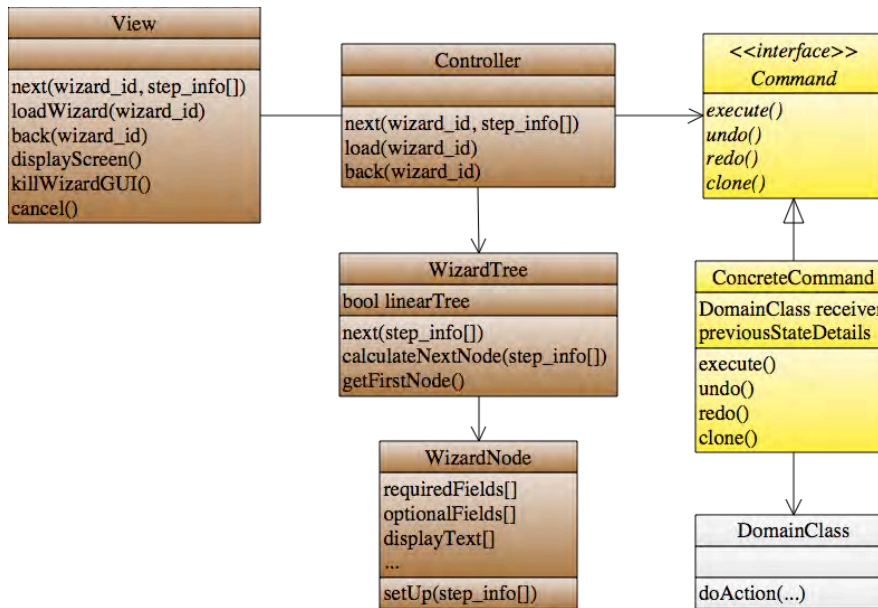 View
next(wizard_id, step_info[])
loadWizard(wizard_id)
back(wizard_id)
displayScreen()
killWizardGUI()
cancel()
Controller
next(wizard_id, step_info[])
load(wizard_id)
back(wizard_id)
<<interface>>
Command
execute()
undo()
redo()
clone()
WizardTree
bool linearTree
next(step_info[])
calculateNextNode(step_info[])
getFirstNode()
ConcreteCommand
DomainClass receiver
previousStateDetails
execute()
undo()
redo()
clone()
WizardNode
requiredFields[]
optionalFields[]
displayText[]
...
setUp(step_info[])
DomainClass
doAction(...)